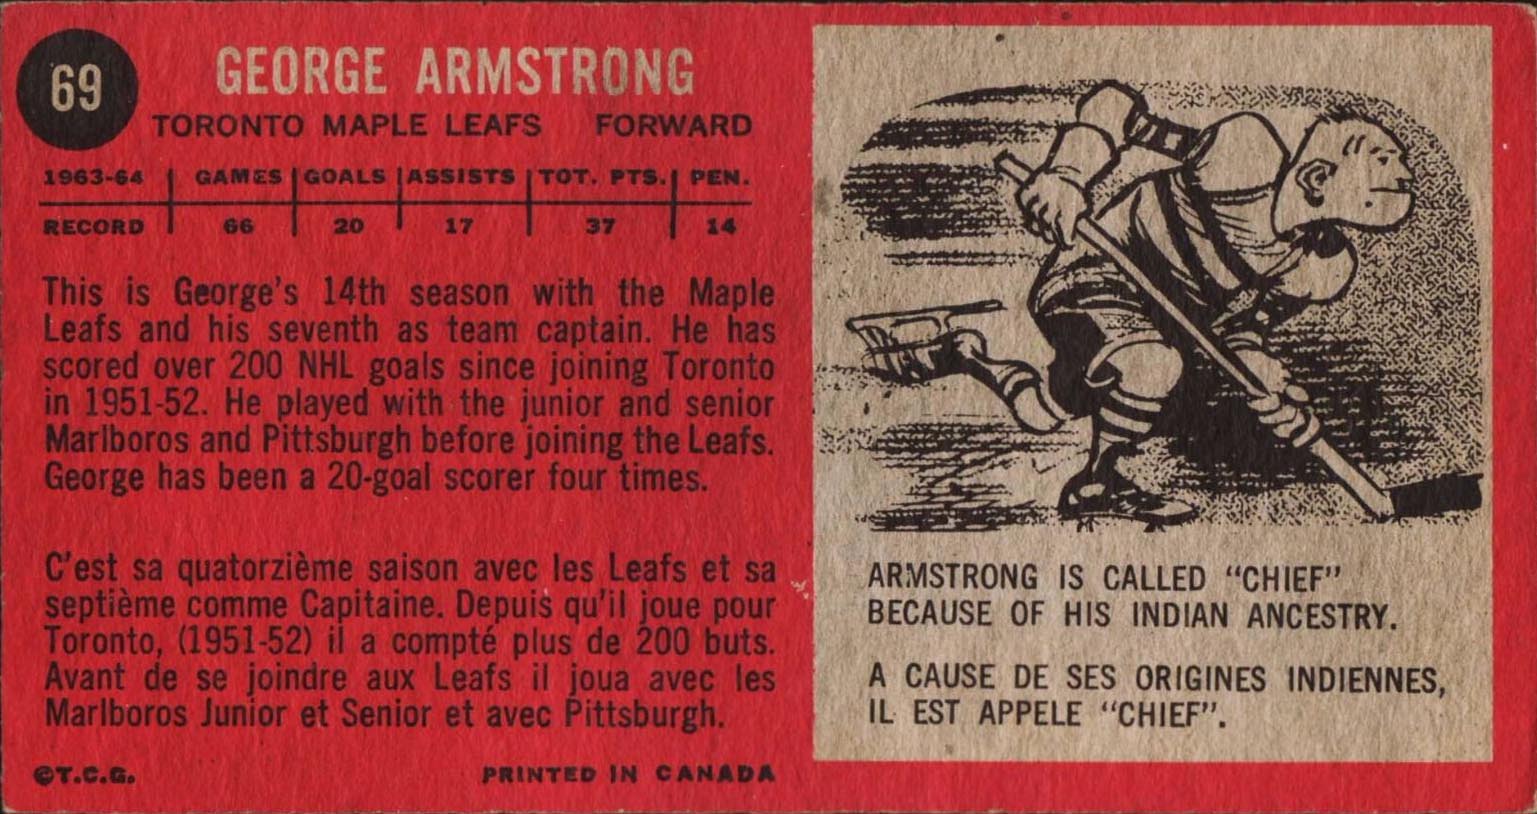 69
GEORGE ARMSTRONG
TORONTO MAPLE LEAFS FORWARD
1963-64 GAMES GOALS ASSISTS TOT. PTS. PEN.
RECORD 66 20 17 37 14
This is George's 14th season with the Maple
Leafs and his seventh as team captain. He has
scored over 200 NHL goals since joining Toronto
in 1951-52. He played with the junior and senior
Marlboros and Pittsburgh before joining the Leafs.
George has been a 20-goal scorer four times.
C'est sa quatorzième saison avec les Leafs et sa
septième comme Capitaine. Depuis qu'il joue pour
Toronto, (1951-52) il a compté plus de 200 buts.
Avant de se joindre aux Leafs il joua avec les
Marlboros Junior et Senior et avec Pittsburgh.
©T.C.G. PRINTED IN CANADA
ARMSTRONG IS CALLED "CHIEF"
BECAUSE OF HIS INDIAN ANCESTRY.
A CAUSE DE SES ORIGINES INDIENNES,
IL EST APPELE "CHIEF".